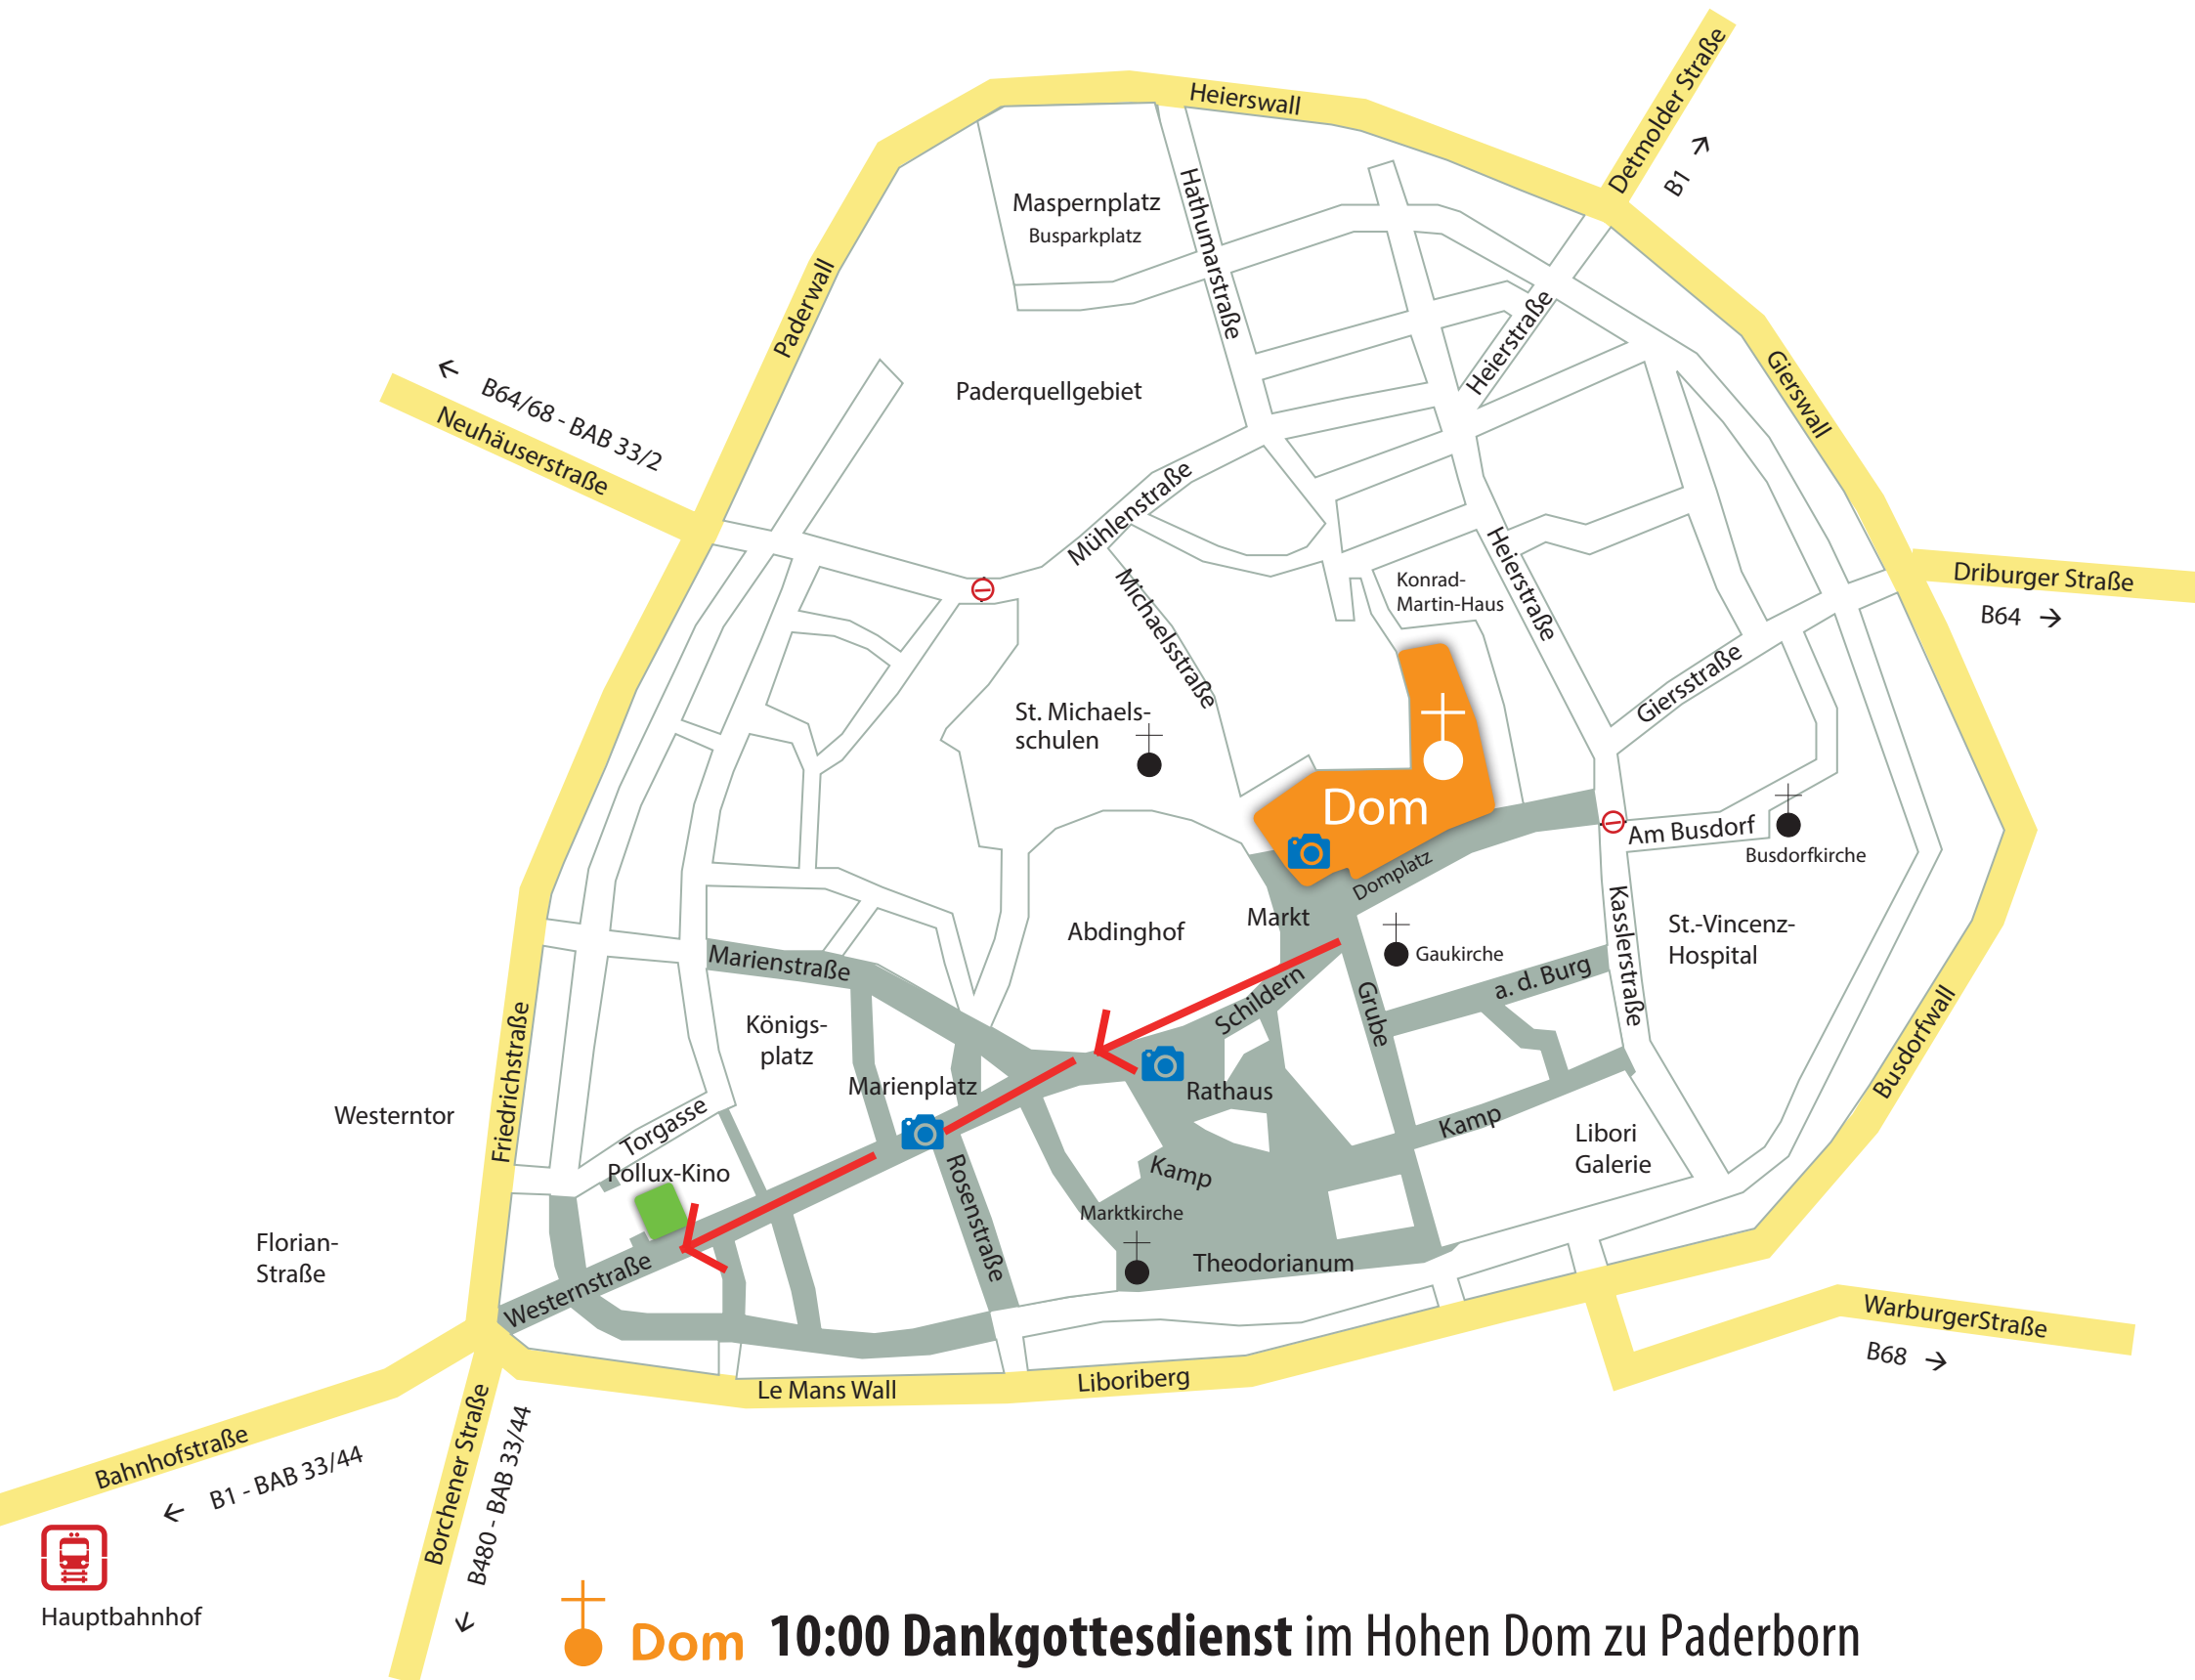 Heierswall
Detmolder Straße
B1
Maspernplatz
Busparkplatz
Hathumarstraße
Paderwall
Heierstraße
Gierswall
B64/68 - BAB 33/2
Neuhäuserstraße
Paderquellgebiet
Mühlenstraße
Michaelsstraße
Konrad-
Martin-Haus
Heierstraße
Driburger Straße
B64
Giersstraße
St. Michaels-
schulen
Dom
Am Busdorf
Busdorfkirche
Domplatz
Markt
Abdinghof
Gaukirche
Kasslerstraße
St.-Vincenz-
Hospital
Marienstraße
a. d. Burg
Schildern
Grube
Königs-
platz
Friedrichstraße
Busdorfwall
Marienplatz
Rathaus
Westerntor
Torgasse
Kamp
Libori
Galerie
Pollux-Kino
Kamp
Rosenstraße
Marktkirche
Florian-
Straße
Theodorianum
Westernstraße
WarburgerStraße
B68
Le Mans Wall
Liboriberg
Bahnhofstraße
B1 - BAB 33/44
Borchener Straße
B480 - BAB 33/44
Hauptbahnhof
Dom 10:00 Dankgottesdienst im Hohen Dom zu Paderborn